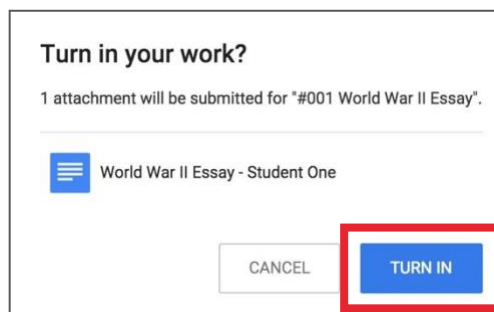 Turn in your work?
1 attachment will be submitted for "#001 World War II Essay".
World War II Essay - Student One
CANCEL TURN IN